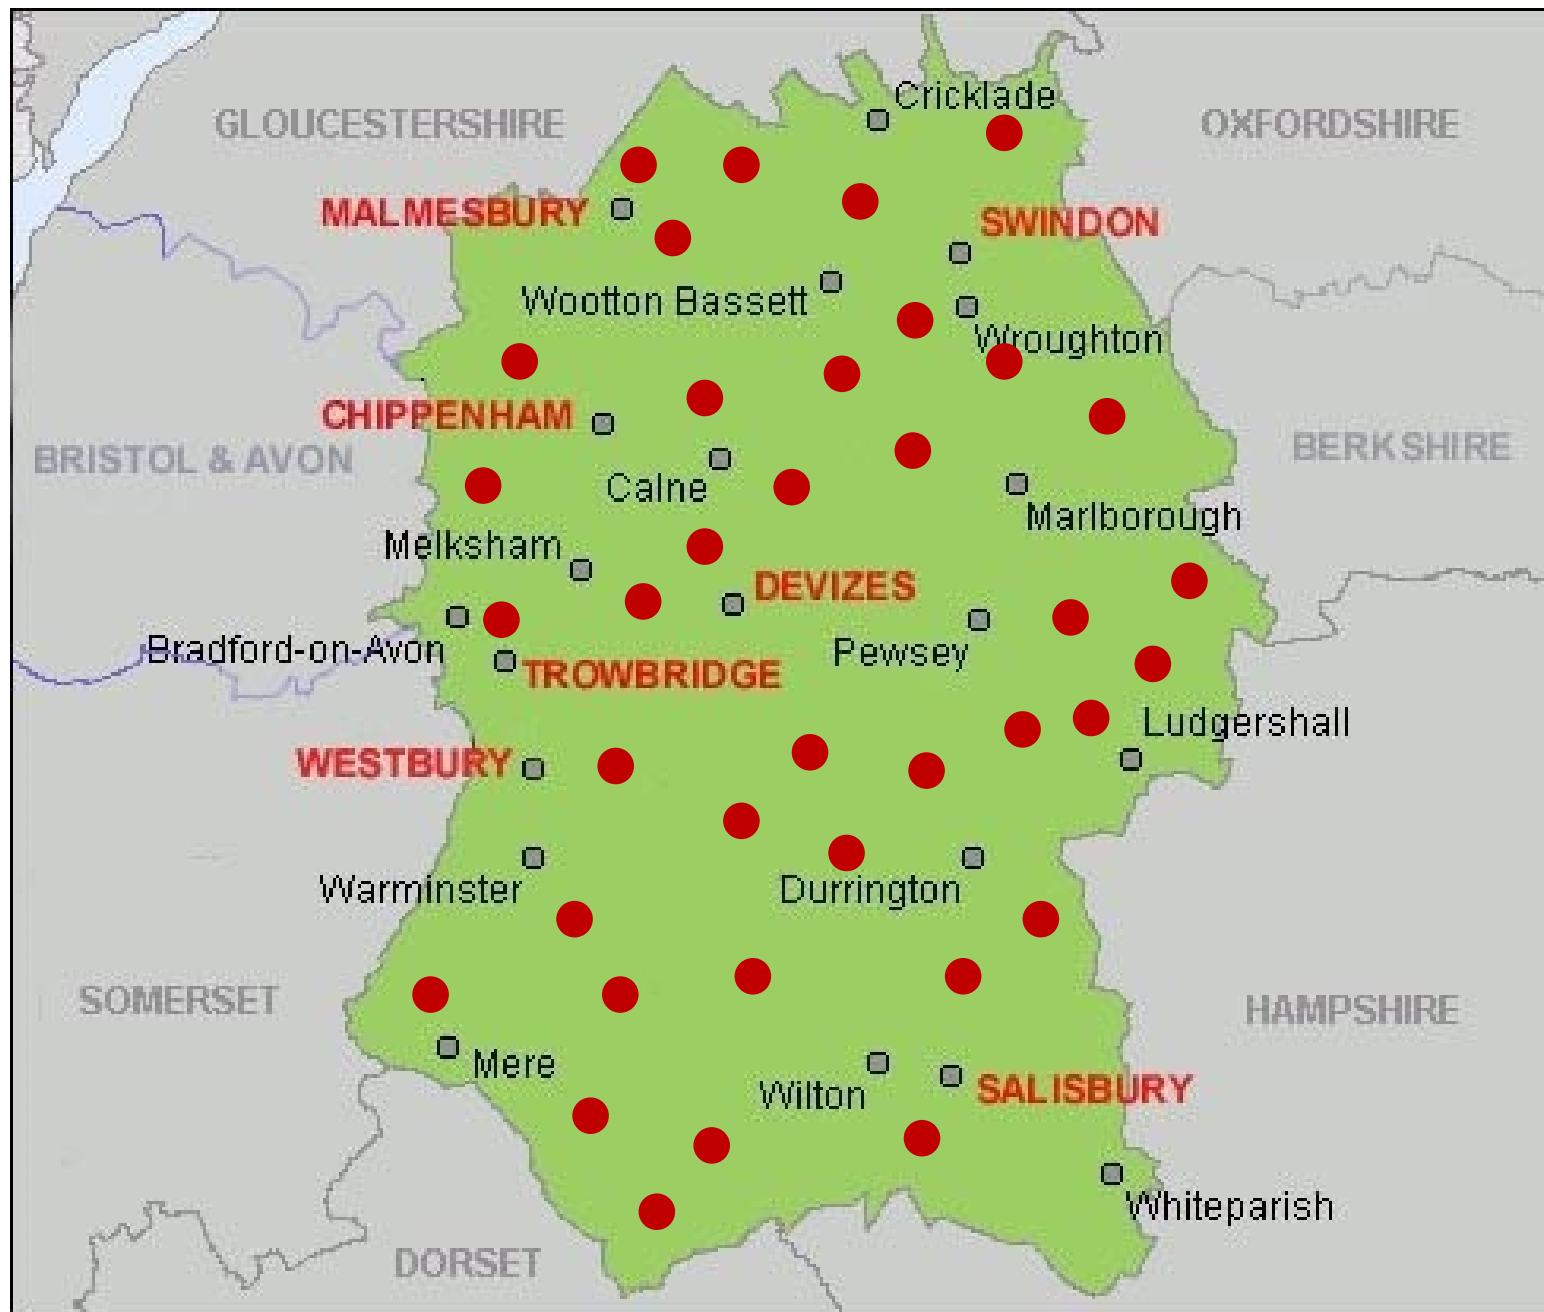 Cricklade
GLOUCESTERSHIRE
OXFORDSHIRE
MALMESBURY
SWINDON
Wootton Bassett
Wroughton
CHIPPENHAM
BRISTOL & AVON
BERKSHIRE
Calne
Marlborough
Melksham
DEVIZES
Bradford-on-Avon
Pewsey
TROWBRIDGE
Ludgershall
WESTBURY
Warminster
Durrington
SOMERSET
HAMPSHIRE
Mere
Wilton
SALISBURY
Whiteparish
DORSET